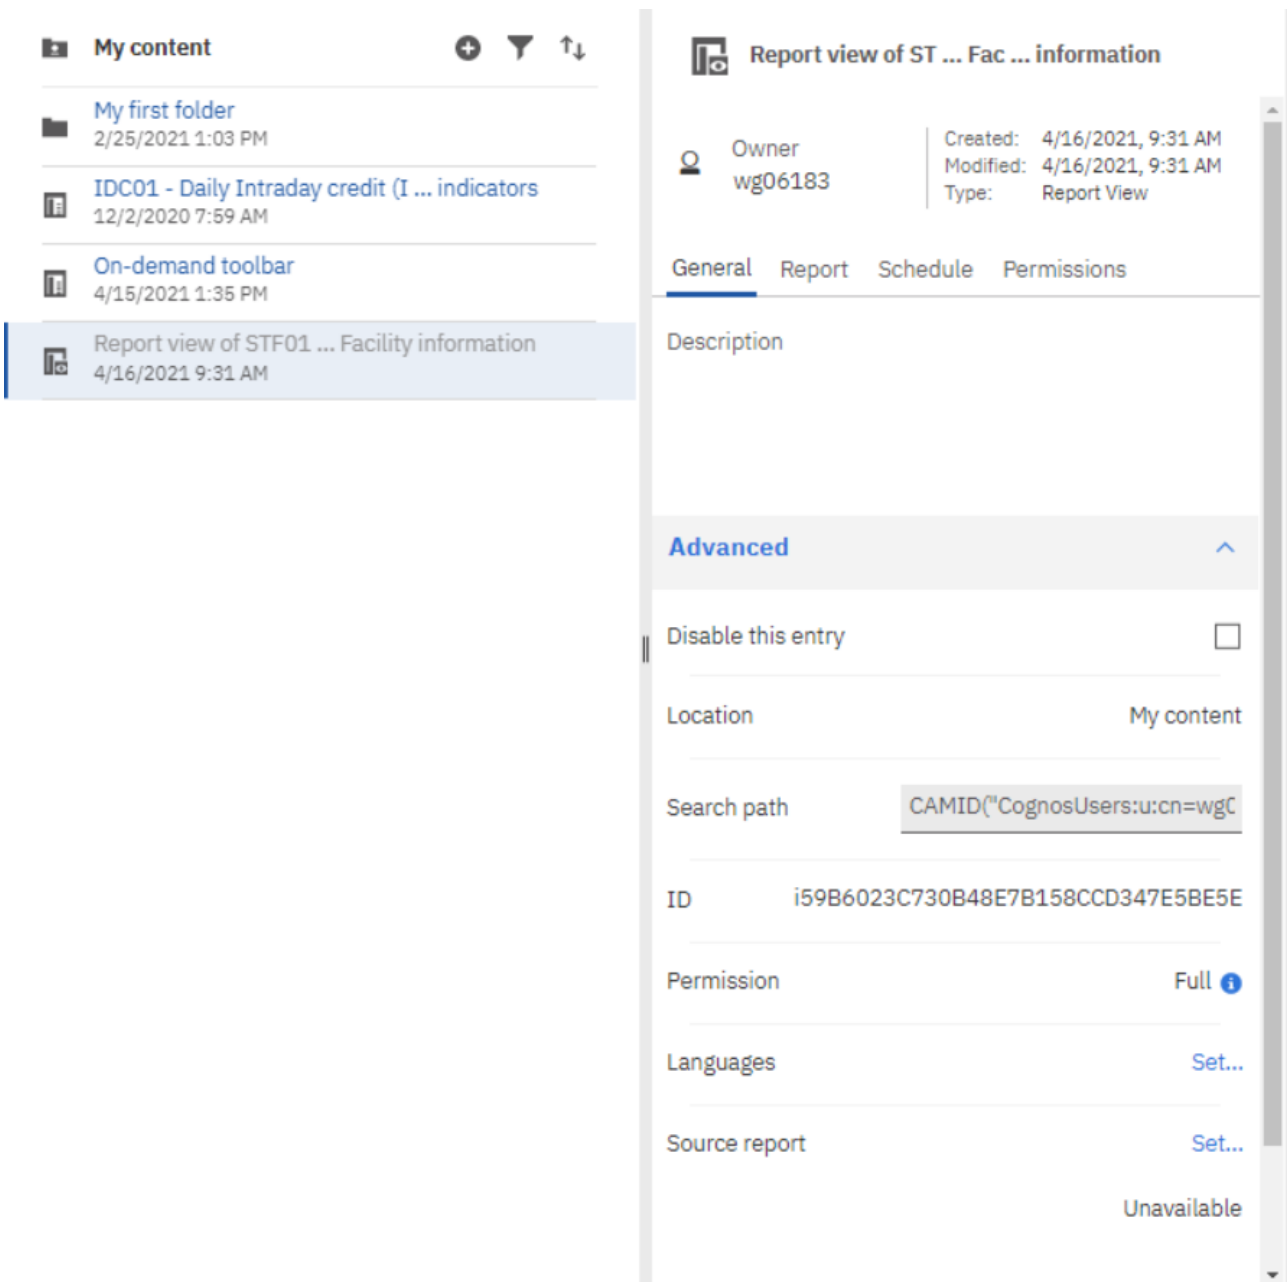 My content
My first folder
2/25/2021 1:03 PM
IDC01 - Daily Intraday credit (I ... indicators
12/2/2020 7:59 AM
On-demand toolbar
4/15/2021 1:35 PM
Report view of STF01 ... Facility information
4/16/2021 9:31 AM
Report view of ST ... Fac ... information
Owner
wg06183
Created: 4/16/2021, 9:31 AM
Modified: 4/16/2021, 9:31 AM
Type: Report View
General Report Schedule Permissions
Description
Advanced
Disable this entry
Location My content
Search path CAMID("CognosUsers:u:cn=wg0
ID i59B6023C730B48E7B158CCD347E5BE5E
Permission Full
Languages Set...
Source report Set...
Unavailable